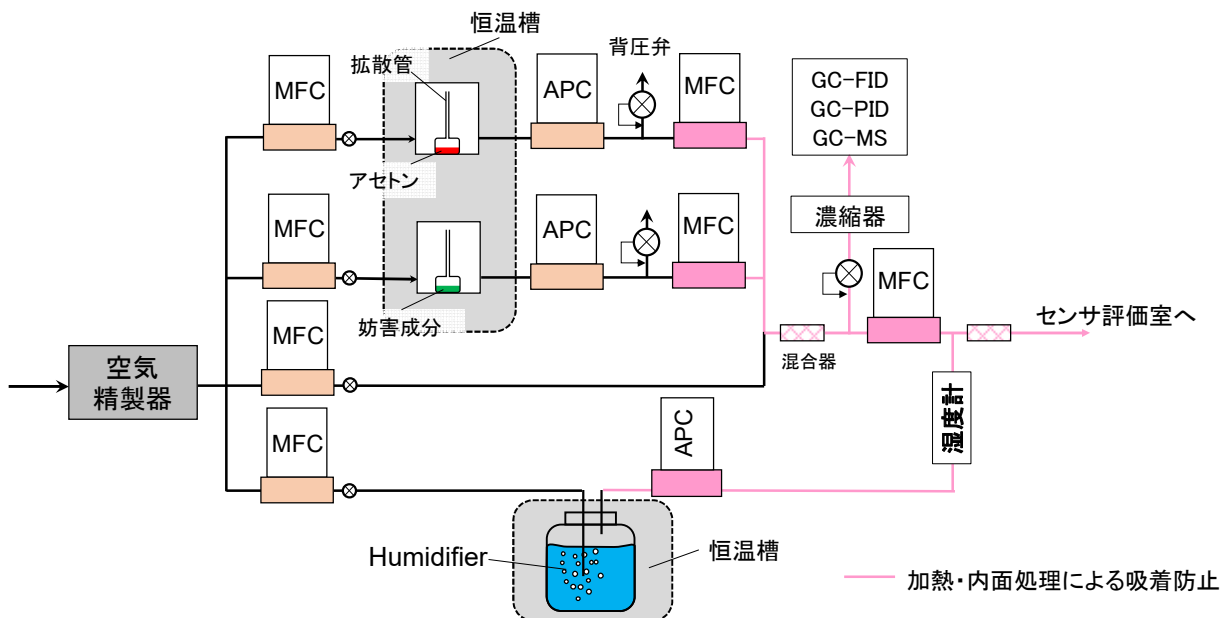 恒温槽
拡散管
背圧弁
MFC
APC
MFC
GC-FID
GC-PID
GC-MS
アセトン
濃縮器
MFC
APC
MFC
MFC
妨害成分
MFC
センサ評価室へ
混合器
空気
精製器
MFC
APC
湿度計
Humidifier
恒温槽
加熱・内面処理による吸着防止